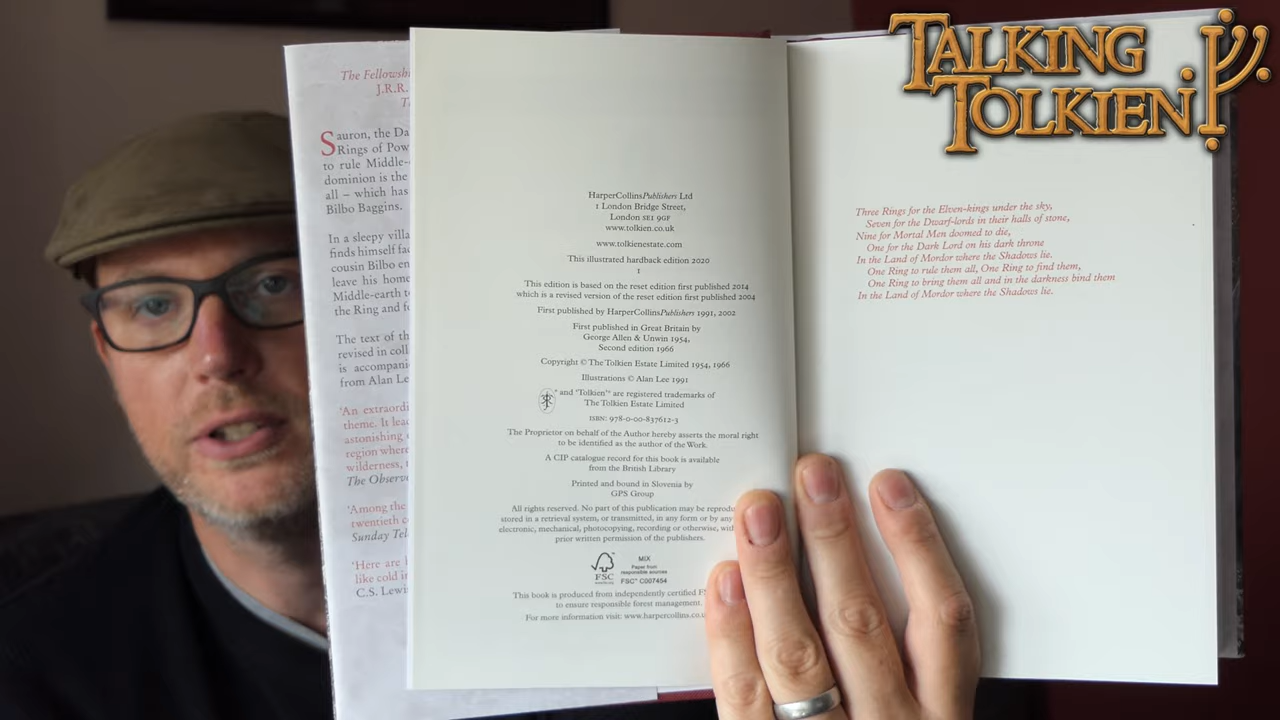 TALKING
TOLKIEN
The Fellowsh
J.R.R.
Sauron, the Da
Rings of Pow
to rule Middle-
dominion is the
all – which has
Bilbo Baggins.
In a sleepy villa
finds himself fa
cousin Bilbo en
leave his home
Middle-earth
the Ring and
The text of th
revised in coll
is accompani
from Alan Le
'An extraordi
theme. It lea
astonishing
region where
wilderness,
The Observe
'Among the
twentieth c
Sunday Tel
'Here are
like cold in
C.S. Lewi
HarperCollinsPublishers Ltd
1 London Bridge Street,
London SE1 9GF
www.tolkien.co.uk
www.tolkienestate.com
This illustrated hardback edition 2020
1
This edition is based on the reset edition first published 2014
which is a revised version of the reset edition first published 2004
First published by HarperCollinsPublishers 1991, 2002
First published in Great Britain by
George Allen & Unwin 1954,
Second edition 1966
Copyright © The Tolkien Estate Limited 1954, 1966
Illustrations © Alan Lee 1991
® and 'Tolkien'® are registered trademarks of
The Tolkien Estate Limited
ISBN: 978-0-00-837612-3
The Proprietor on behalf of the Author hereby asserts the moral right
to be identified as the author of the Work.
A CIP catalogue record for this book is available
from the British Library
Printed and bound in Slovenia by
GPS Group
All rights reserved. No part of this publication may be reprodu
stored in a retrieval system, or transmitted, in any form or by any
electronic, mechanical, photocopying, recording or otherwise, with
prior written permission of the publishers.
MIX
Paper from
responsible sources
FSC
FSC™ C007454
This book is produced from independently certified F
to ensure responsible forest management.
For more information visit: www.harpercollins.co.u
Three Rings for the Elven-kings under the sky,
Seven for the Dwarf-lords in their halls of stone,
Nine for Mortal Men doomed to die,
One for the Dark Lord on his dark throne
In the Land of Mordor where the Shadows lie.
One Ring to rule them all, One Ring to find them,
One Ring to bring them all and in the darkness bind them
In the Land of Mordor where the Shadows lie.